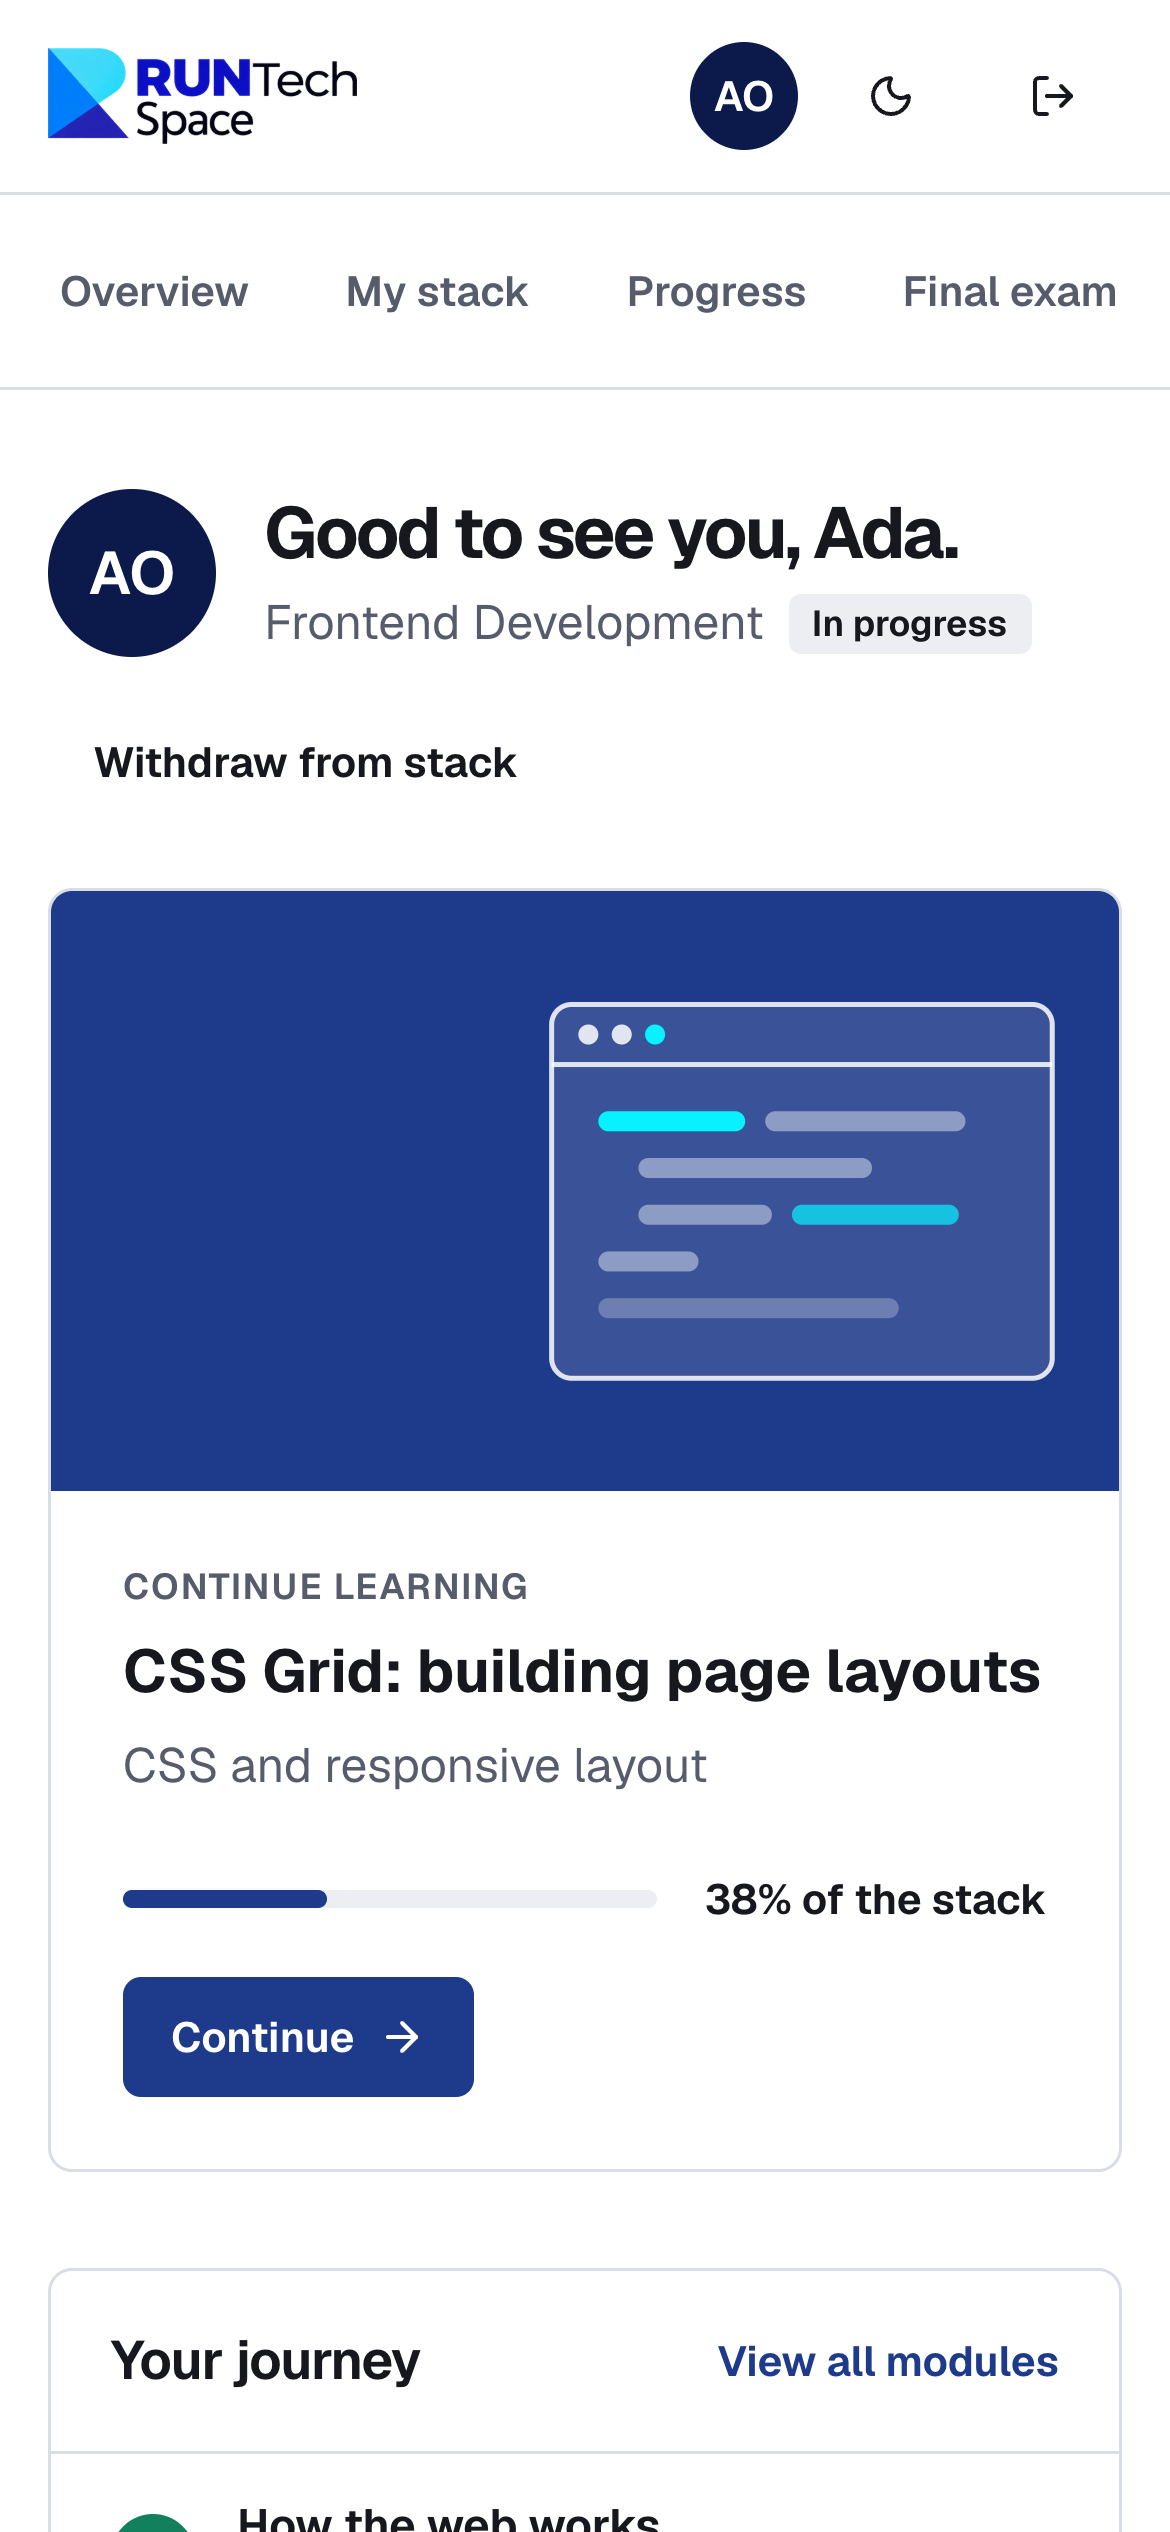 RUNTech
Space
AO
Overview
My stack
Progress
Final exam
AO
Good to see you, Ada.
Frontend Development
In progress
Withdraw from stack
CONTINUE LEARNING
CSS Grid: building page layouts
CSS and responsive layout
38% of the stack
Continue
Your journey
View all modules
How the web works